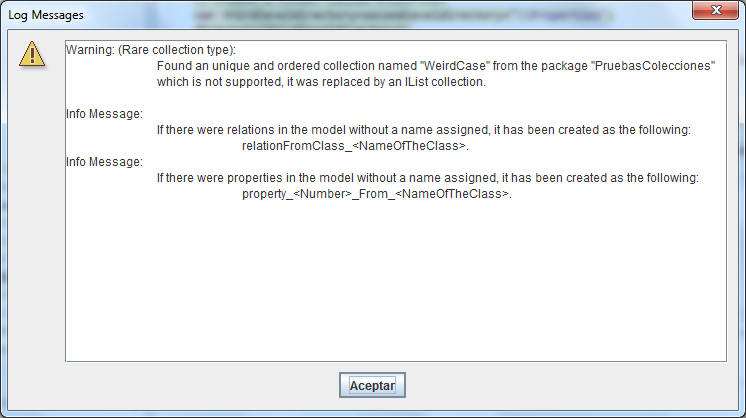 Log Messages
Warning: (Rare collection type):
Found an unique and ordered collection named "WeirdCase" from the package "PruebasColecciones"
which is not supported, it was replaced by an IList collection.
Info Message:
If there were relations in the model without a name assigned, it has been created as the following:
relationFromClass_<NameOfTheClass>.
Info Message:
If there were properties in the model without a name assigned, it has been created as the following:
property_<Number>_From_<NameOfTheClass>.
Aceptar